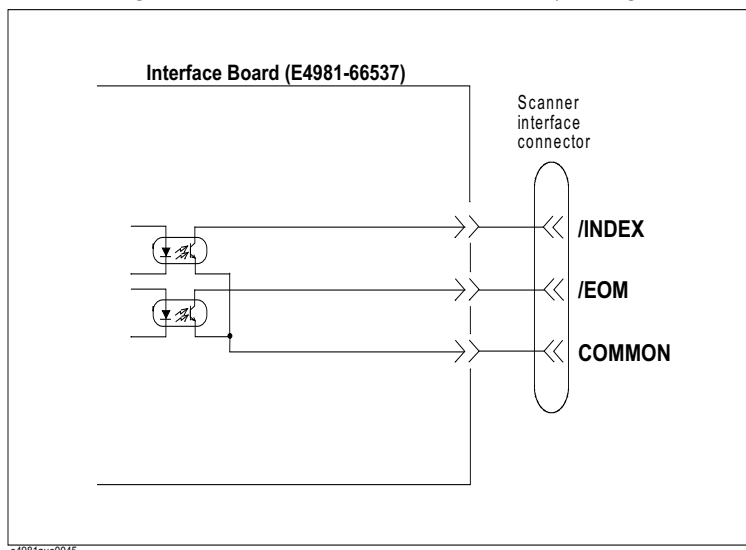 Interface Board (E4981-66537)
Scanner
interface
connector
/INDEX
/EOM
COMMON